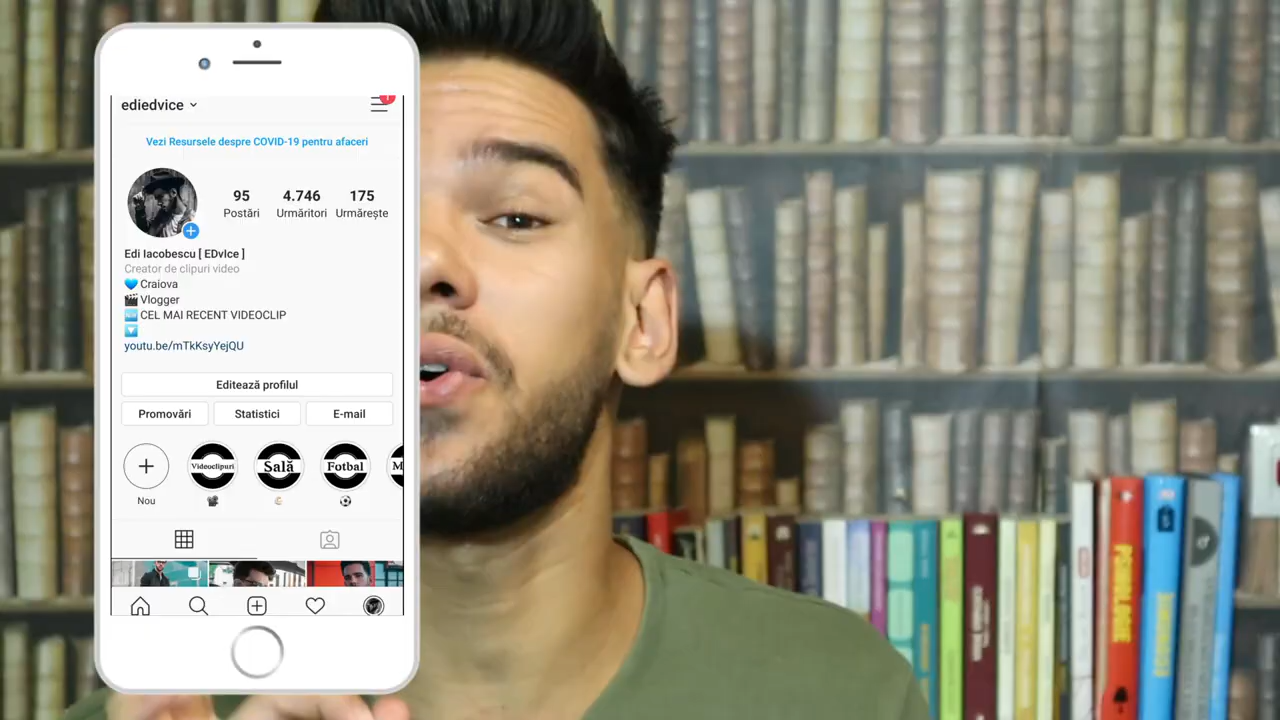 ediedvice
1
Vezi Resursele despre COVID-19 pentru afaceri
95
4.746
175
Postări
Urmăritori
Urmărește
Edi Iacobescu [ EDvIce ]
Creator de clipuri video
Craiova
Vlogger
CEL MAI RECENT VIDEOCLIP
youtu.be/mTkKsyYejQU
Editează profilul
Promovări
Statistici
E-mail
Videoclipuri
Sală
Fotbal
M
Nou
PSIHOLOGIE